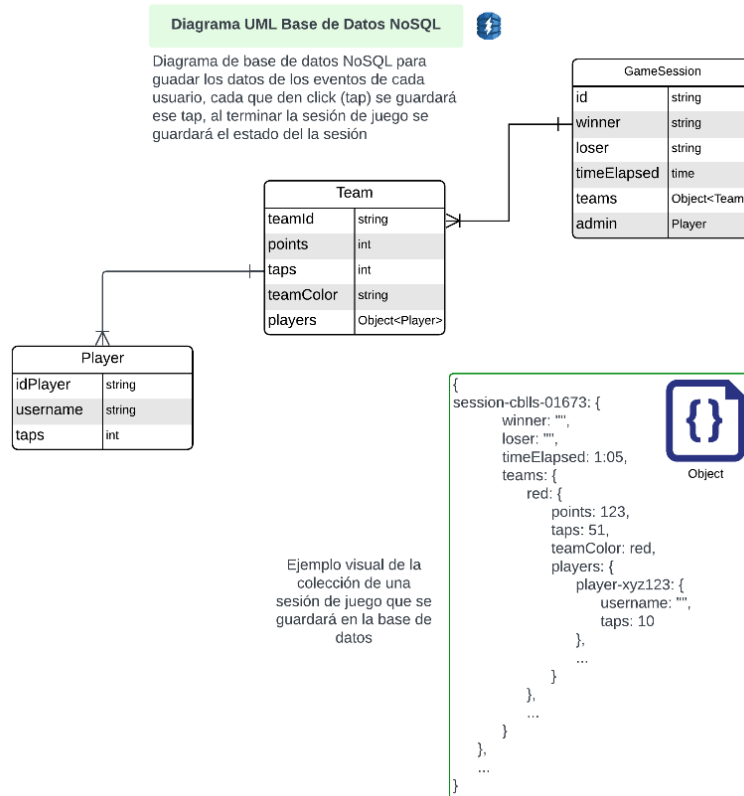 Diagrama UML Base de Datos NoSQL
Diagrama de base de datos NoSQL para
guadar los datos de los eventos de cada
usuario, cada que den click (tap) se guardará
ese tap, al terminar la sesión de juego se
guardará el estado del la sesión
GameSession
id string
winner string
loser string
timeElapsed time
teams Object<Team
admin Player
Team
teamId string
points int
taps int
teamColor string
players Object<Player>
Player
idPlayer string
username string
taps int
{
session-cblls-01673: {
winner: "",
loser: "",
timeElapsed: 1:05,
teams: {
red: {
points: 123,
taps: 51,
teamColor: red,
players: {
player-xyz123: {
username: "",
taps: 10
},
...
}
},
...
}
},
...
}
{}
Object
Ejemplo visual de la
colección de una
sesión de juego que se
guardará en la base de
datos